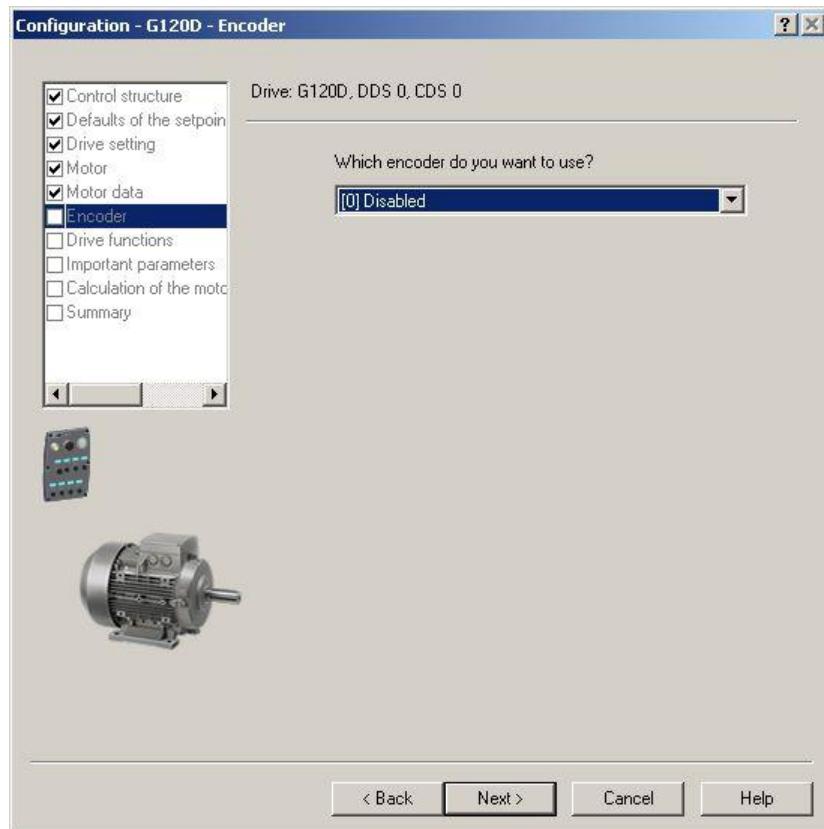 Configuration - G120D - Encoder
Control structure
Defaults of the setpoin
Drive setting
Motor
Motor data
Encoder
Drive functions
Important parameters
Calculation of the moto
Summary
Drive: G120D, DDS 0, CDS 0
Which encoder do you want to use?
[0] Disabled
< Back
Next >
Cancel
Help